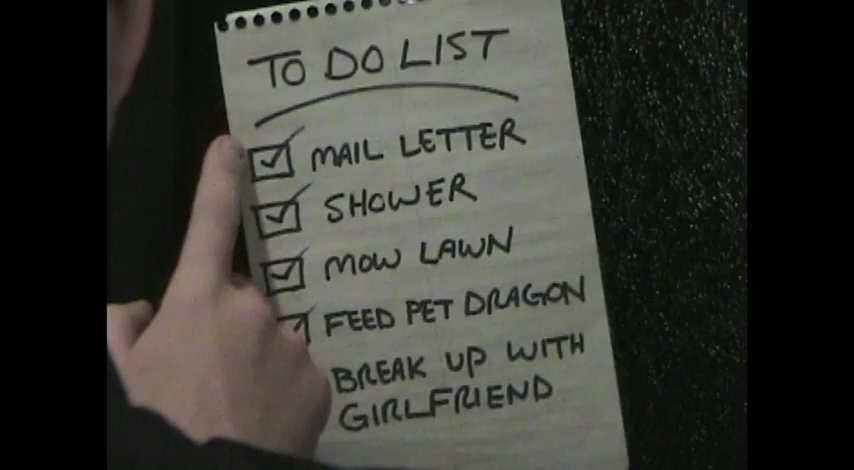 TO DO LIST
MAIL LETTER
SHOWER
MOW LAWN
FEED PET DRAGON
BREAK UP WITH
GIRLFRIEND